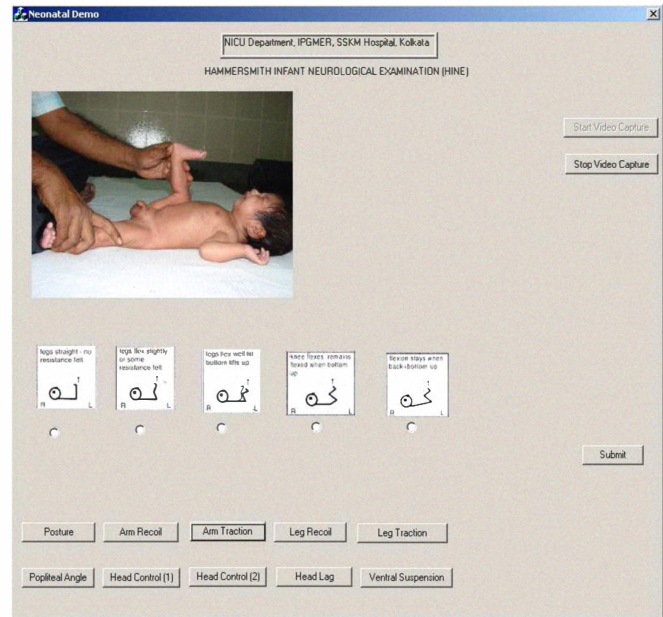 Neonatal Demo
NICU Department, IPGMER, SSKM Hospital, Kolkata
HAMMERSMITH INFANT NEUROLOGICAL EXAMINATION (HINE)
Start Video Capture
Stop Video Capture
legs straight - no
resistance felt
R L
legs flex slightly
or some
resistance felt
R L
legs flex well till
bottom lifts up
R L
knee flexes remains
flexed when bottom
up
R L
flexion stays when
back+bottom up
R L
Submit
Posture
Arm Recoil
Arm Traction
Leg Recoil
Leg Traction
Popliteal Angle
Head Control (1)
Head Control (2)
Head Lag
Ventral Suspension